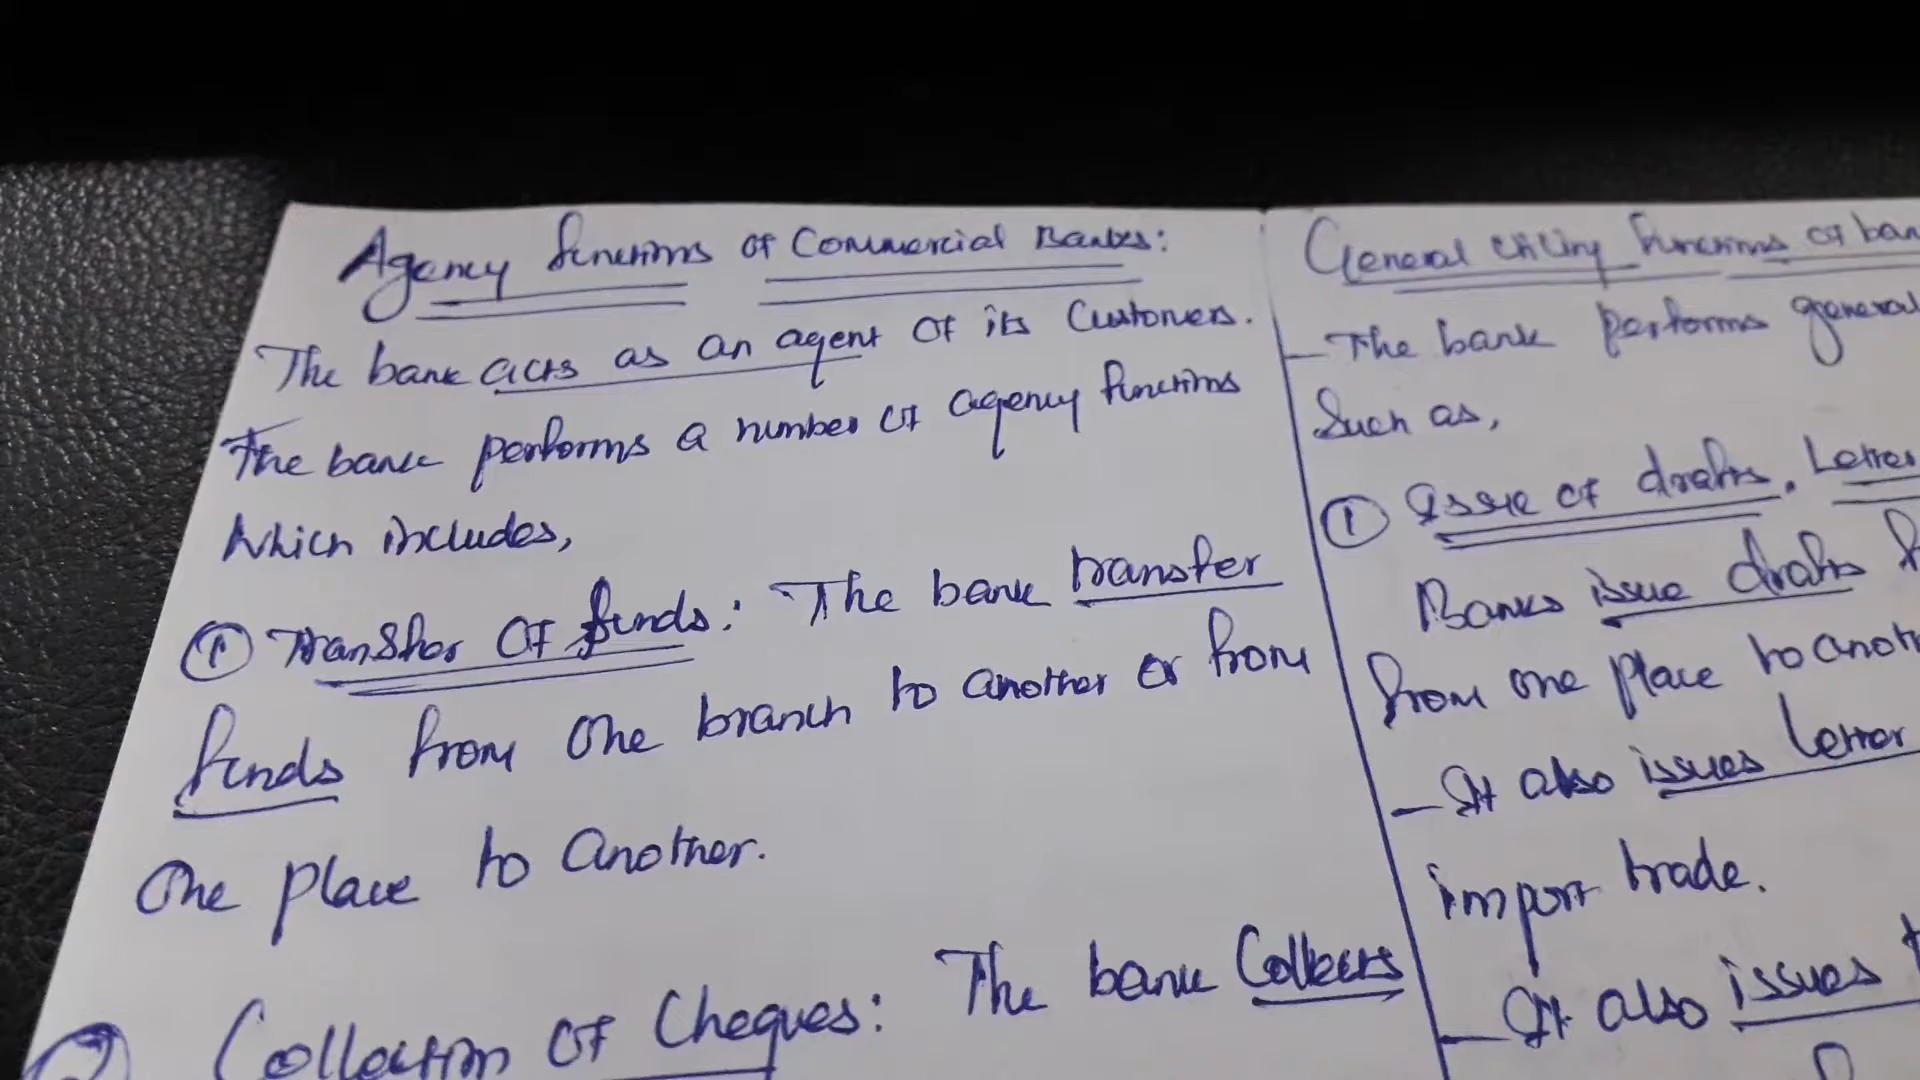 Agency functions of Commercial Banks:
The bank acts as an agent of its Customers.
The bank performs a number of agency functions
which includes,
① Transfer of funds: The bank transfer
funds from one branch to another or from
one place to another.
② Collection of Cheques: The bank Collects
General utility functions of ban
- The bank performs general
Such as,
① Issue of drafts, Letter
Banks issue drafts
from one place to anoth
- It also issues letter
import trade.
- It also issues t